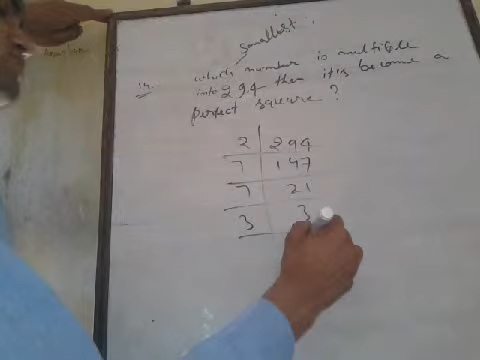 smallest
14. which number is multiple
into 294 then it is become a
perfect square?
2 294
7 147
7 21
3 3